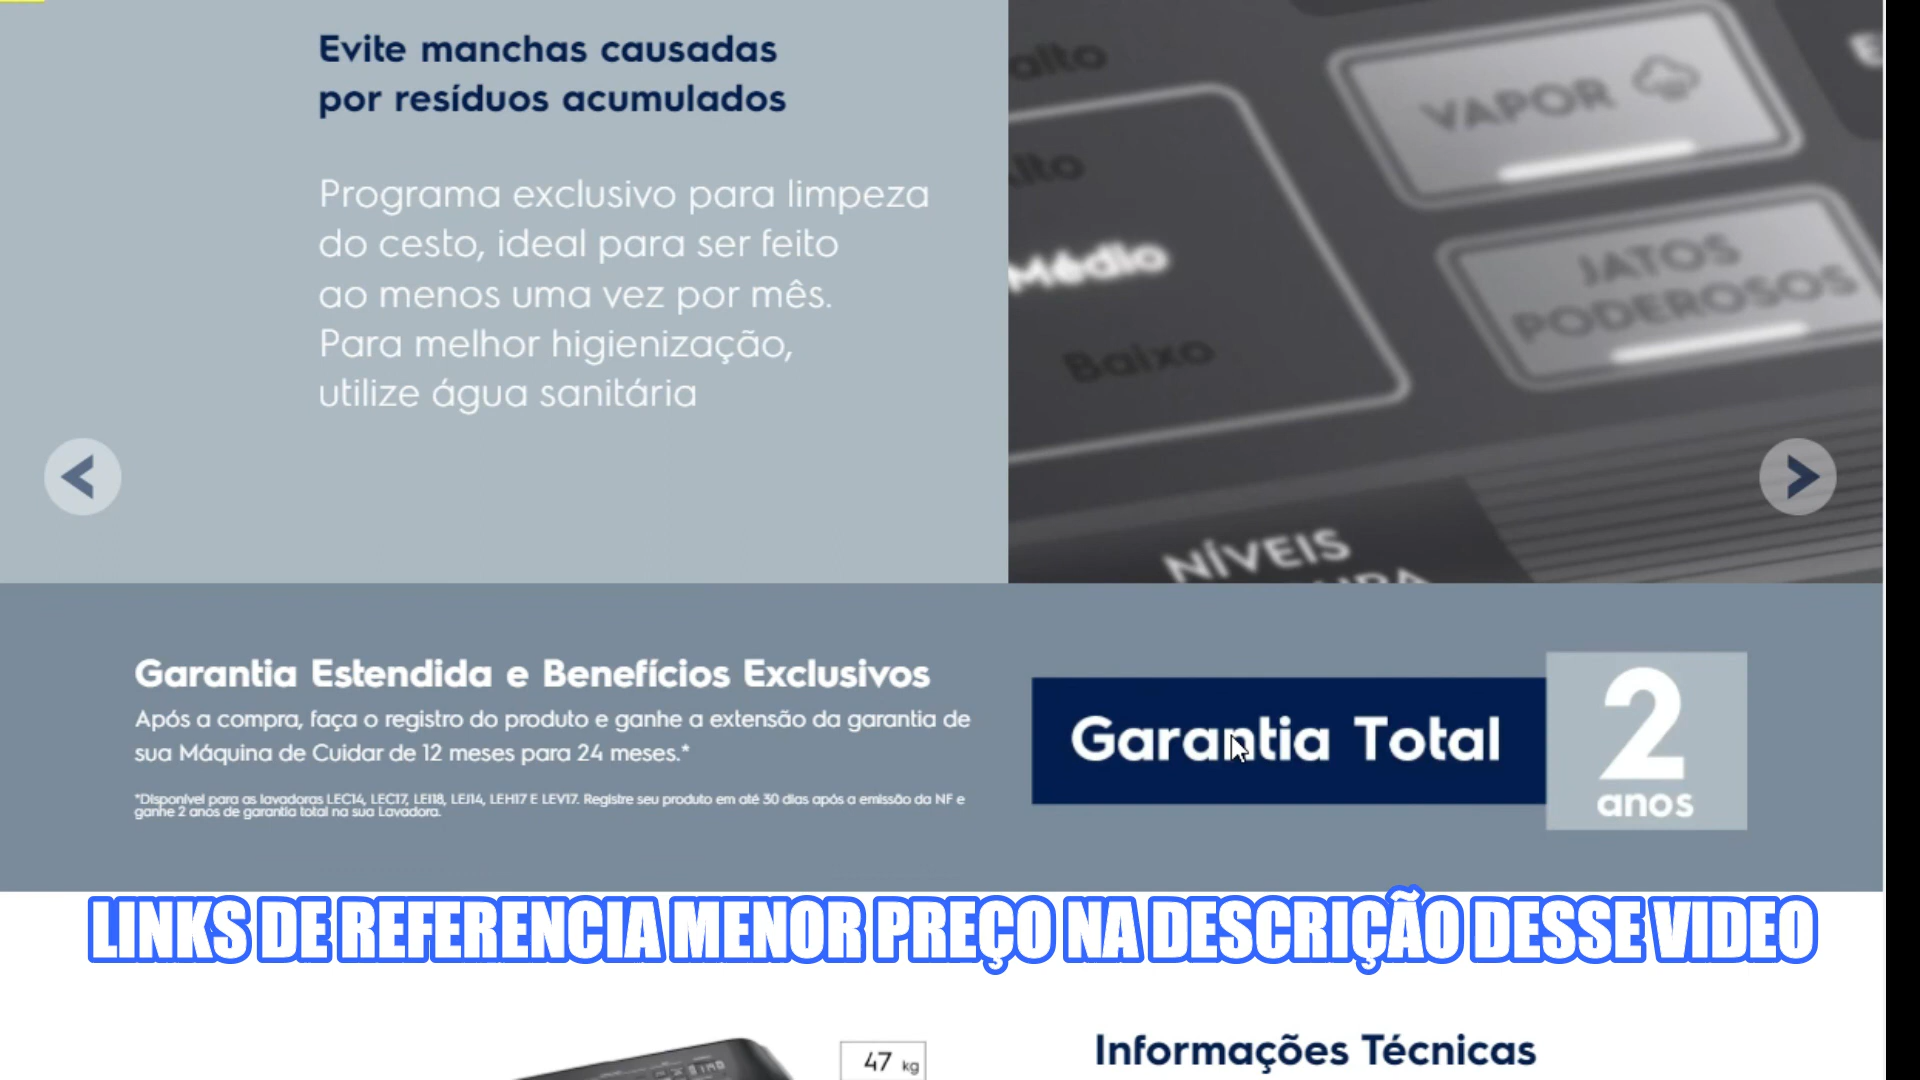 Evite manchas causadas
por resíduos acumulados
Programa exclusivo para limpeza
do cesto, ideal para ser feito
ao menos uma vez por mês.
Para melhor higienização,
utilize água sanitária
alto
Alto
Médio
Baixo
VAPOR
JATOS
PODEROSOS
NÍVEIS
Garantia Estendida e Benefícios Exclusivos
Após a compra, faça o registro do produto e ganhe a extensão da garantia de
sua Máquina de Cuidar de 12 meses para 24 meses.*
*Disponível para as lavadoras LEC14, LEC17, LEI18, LEJ14, LEH17 E LEV17. Registre seu produto em até 30 dias após a emissão da NF e
ganhe 2 anos de garantia total na sua Lavadora.
Garantia Total
2
anos
LINKS DE REFERENCIA MENOR PREÇO NA DESCRIÇÃO DESSE VIDEO
47 kg
Informações Técnicas